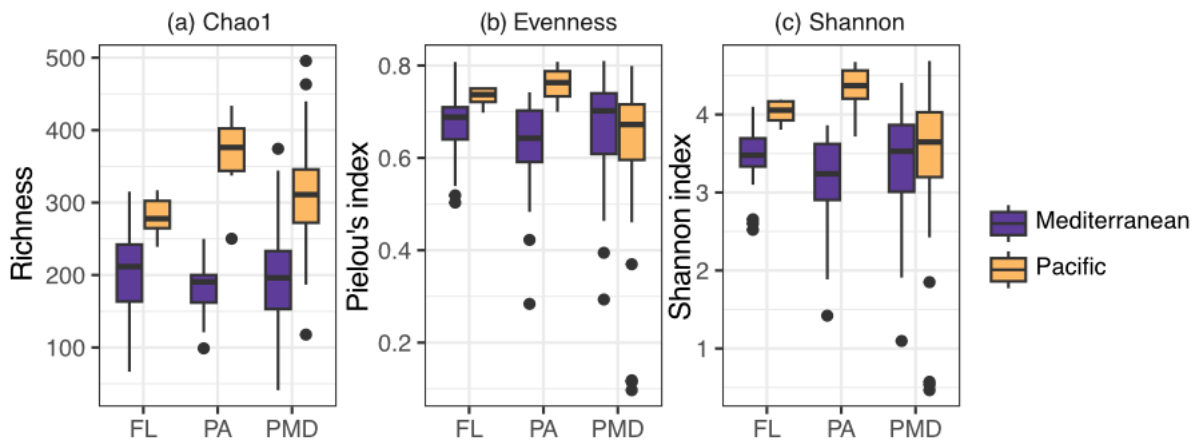 (a) Chao1
(b) Evenness
(c) Shannon
Richness
500
400
300
200
100
FL PA PMD
Pielou's index
0.8
0.6
0.4
0.2
FL PA PMD
Shannon index
4
3
2
1
FL PA PMD
Mediterranean
Pacific